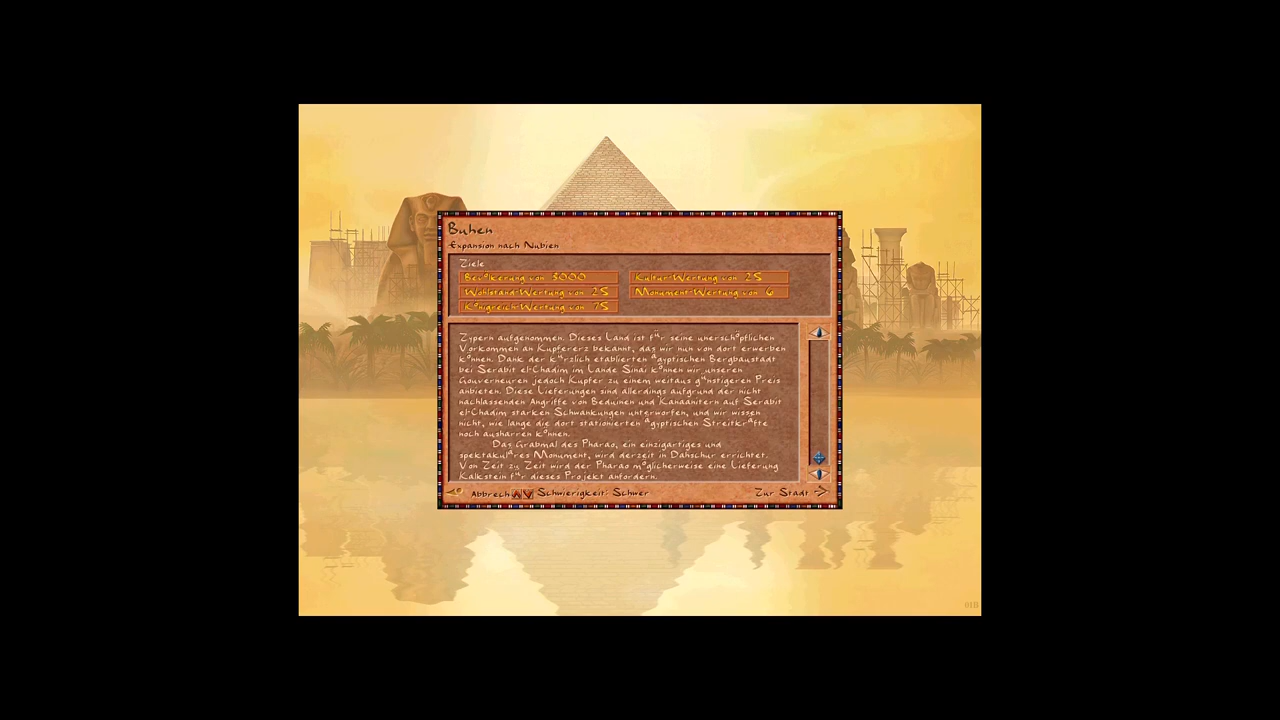 Buhen
Expansion nach Nubien
Ziele
Bevölkerung von 3000
Kultur-Wertung von 25
Wohlstand-Wertung von 25
Monument-Wertung von 6
Königreich-Wertung von 75
Zypern aufgenommen. Dieses Land ist für seine unerschöpflichen
Vorkommen an Kupfererz bekannt, das wir nun von dort erwerben
können. Dank der kürzlich etablierten ägyptischen Bergbaustadt
bei Serabit el-Chadim im Lande Sinai können wir unseren
Gouverneuren jedoch Kupfer zu einem weitaus günstigeren Preis
anbieten. Diese Lieferungen sind allerdings aufgrund der nicht
nachlassenden Angriffe von Beduinen und Kanaanitern auf Serabit
el-Chadim starken Schwankungen unterworfen, und wir wissen
nicht, wie lange die dort stationierten ägyptischen Streitkräfte
noch ausharren können.
Das Grabmal des Pharao, ein einzigartiges und
spektakuläres Monument, wird derzeit in Dahschur errichtet.
Von Zeit zu Zeit wird der Pharao möglicherweise eine Lieferung
Kalkstein für dieses Projekt anfordern.
Abbrech Schwierigkeit: Schwer Zur Stadt